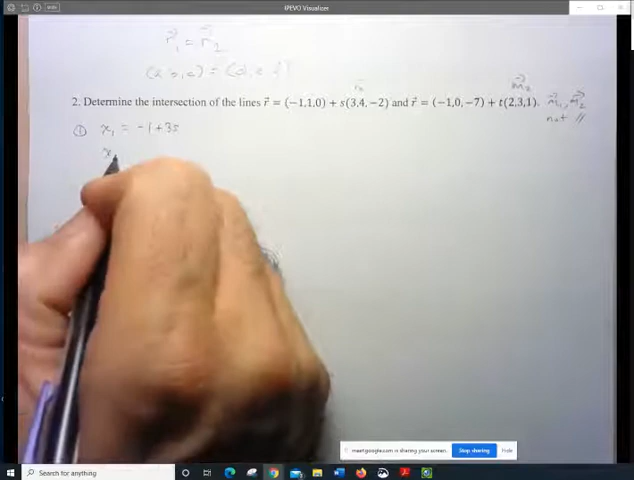 IPEVO Visualizer
r⃗₁ = r⃗₂
2. Determine the intersection of the lines r⃗ = (−1,1,0) + s(3,4,−2) and r⃗ = (−1,0,−7) + t(2,3,1).
m⃗₂
m⃗₁, m⃗₂
not //
① x₁ = -1+3s
x
meet.google.com is sharing your screen.
Stop sharing
Hide
Search for anything